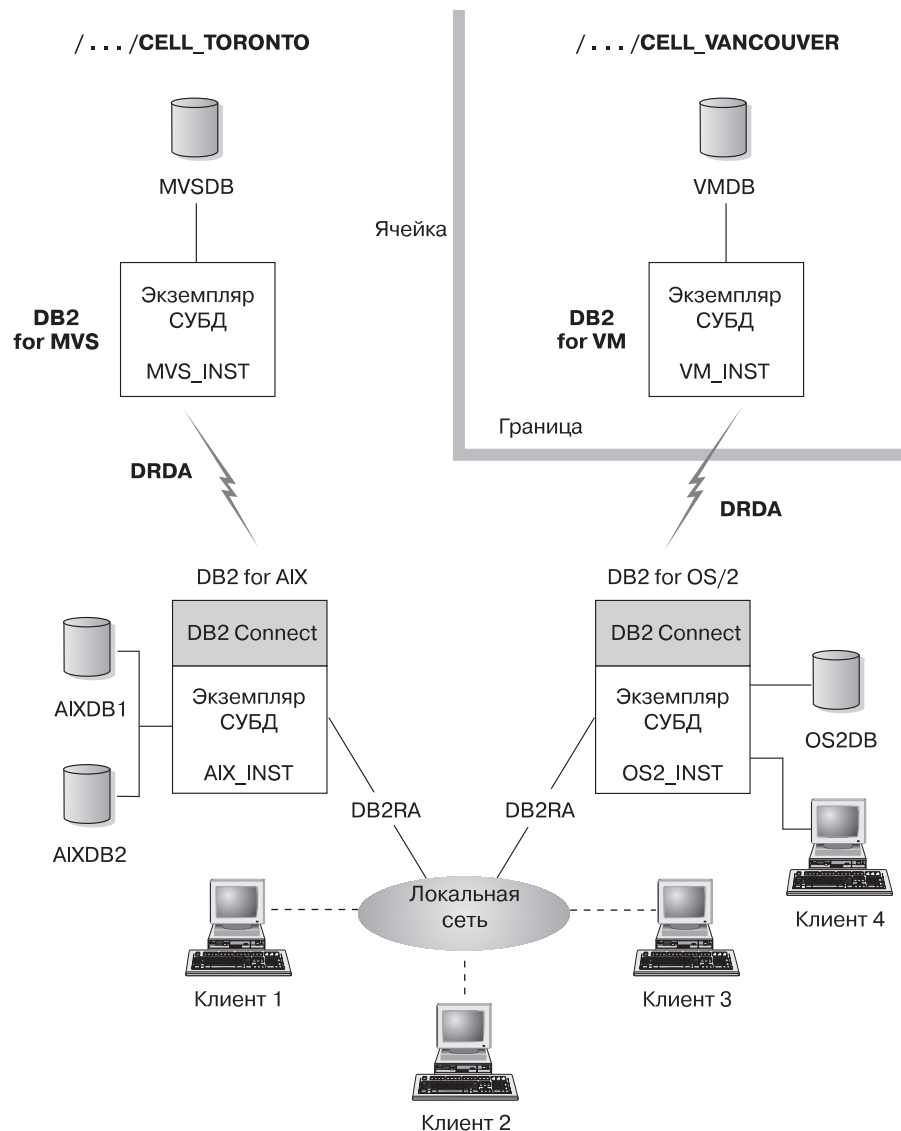 / . . . /CELL_TORONTO
/ . . . /CELL_VANCOUVER
MVSDB
VMDB
Ячейка
Экземпляр
СУБД
MVS_INST
DB2
for MVS
Экземпляр
СУБД
VM_INST
DB2
for VM
Граница
DRDA
DRDA
DB2 for AIX
DB2 for OS/2
DB2 Connect
DB2 Connect
AIXDB1
Экземпляр
СУБД
AIX_INST
Экземпляр
СУБД
OS2_INST
OS2DB
AIXDB2
DB2RA
DB2RA
Локальная
сеть
Клиент 4
Клиент 1
Клиент 3
Клиент 2